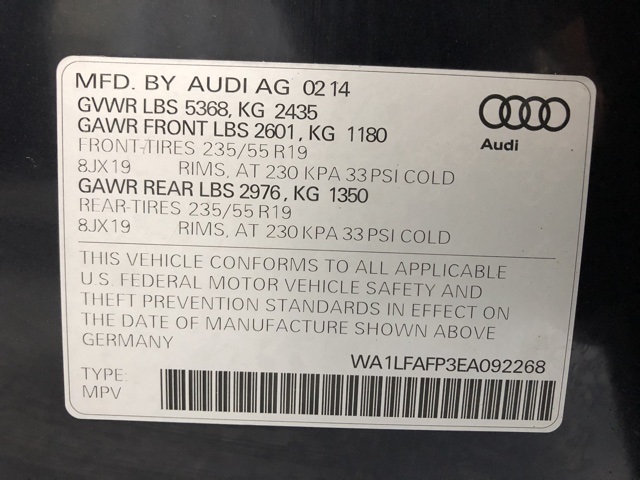 MFD. BY AUDI AG 02 14
GVWR LBS 5368, KG 2435
GAWR FRONT LBS 2601, KG 1180
FRONT-TIRES 235/55 R19
8JX19 RIMS, AT 230 KPA 33 PSI COLD
GAWR REAR LBS 2976, KG 1350
REAR-TIRES 235/55 R19
8JX19 RIMS, AT 230 KPA 33 PSI COLD
Audi
THIS VEHICLE CONFORMS TO ALL APPLICABLE
U.S. FEDERAL MOTOR VEHICLE SAFETY AND
THEFT PREVENTION STANDARDS IN EFFECT ON
THE DATE OF MANUFACTURE SHOWN ABOVE
GERMANY
WA1LFAFP3EA092268
TYPE:
MPV